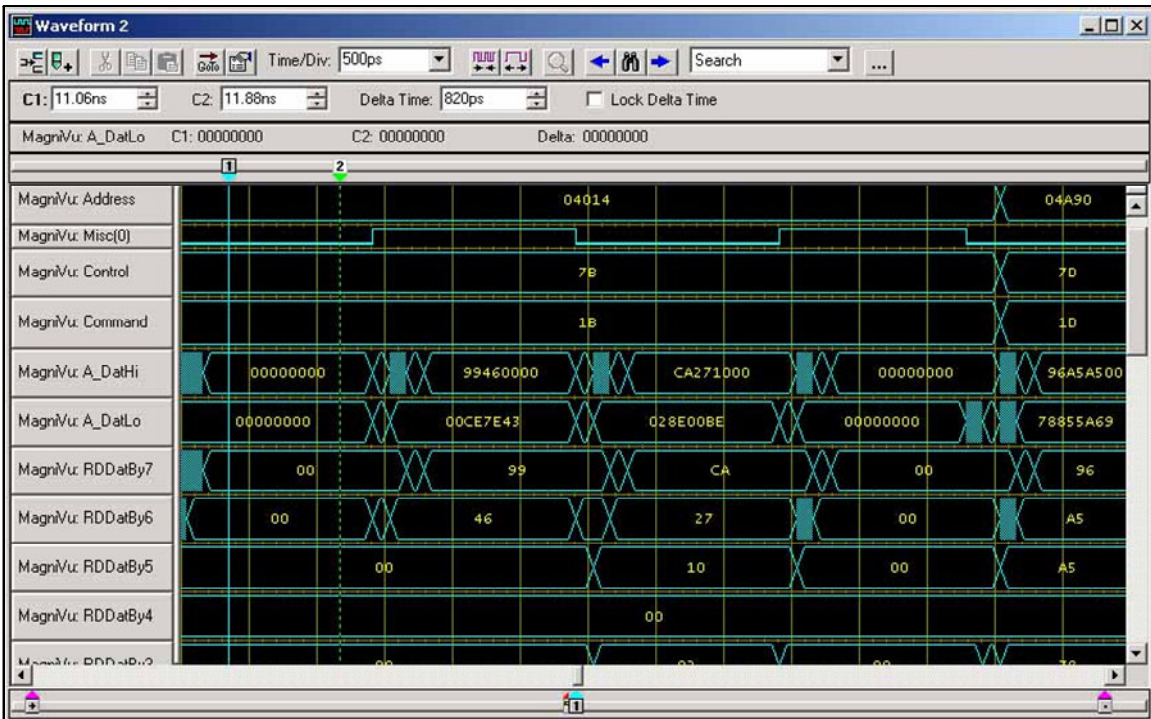 Waveform 2
Goto Time/Div: 500ps Search ...
C1: 11.06ns C2: 11.88ns Delta Time: 820ps Lock Delta Time
MagniVu: A_DatLo C1: 00000000 C2: 00000000 Delta: 00000000
1 2
MagniVu: Address 04014 04A90
MagniVu: Misc(0)
MagniVu: Control 7B 7D
MagniVu: Command 1B 1D
MagniVu: A_DatHi 00000000 99460000 CA271000 00000000 96A5A500
MagniVu: A_DatLo 00000000 00CE7E43 028E00BE 00000000 78855A69
MagniVu: RDDatBy7 00 99 CA 00 96
MagniVu: RDDatBy6 00 46 27 00 A5
MagniVu: RDDatBy5 00 10 00 A5
MagniVu: RDDatBy4 00
1